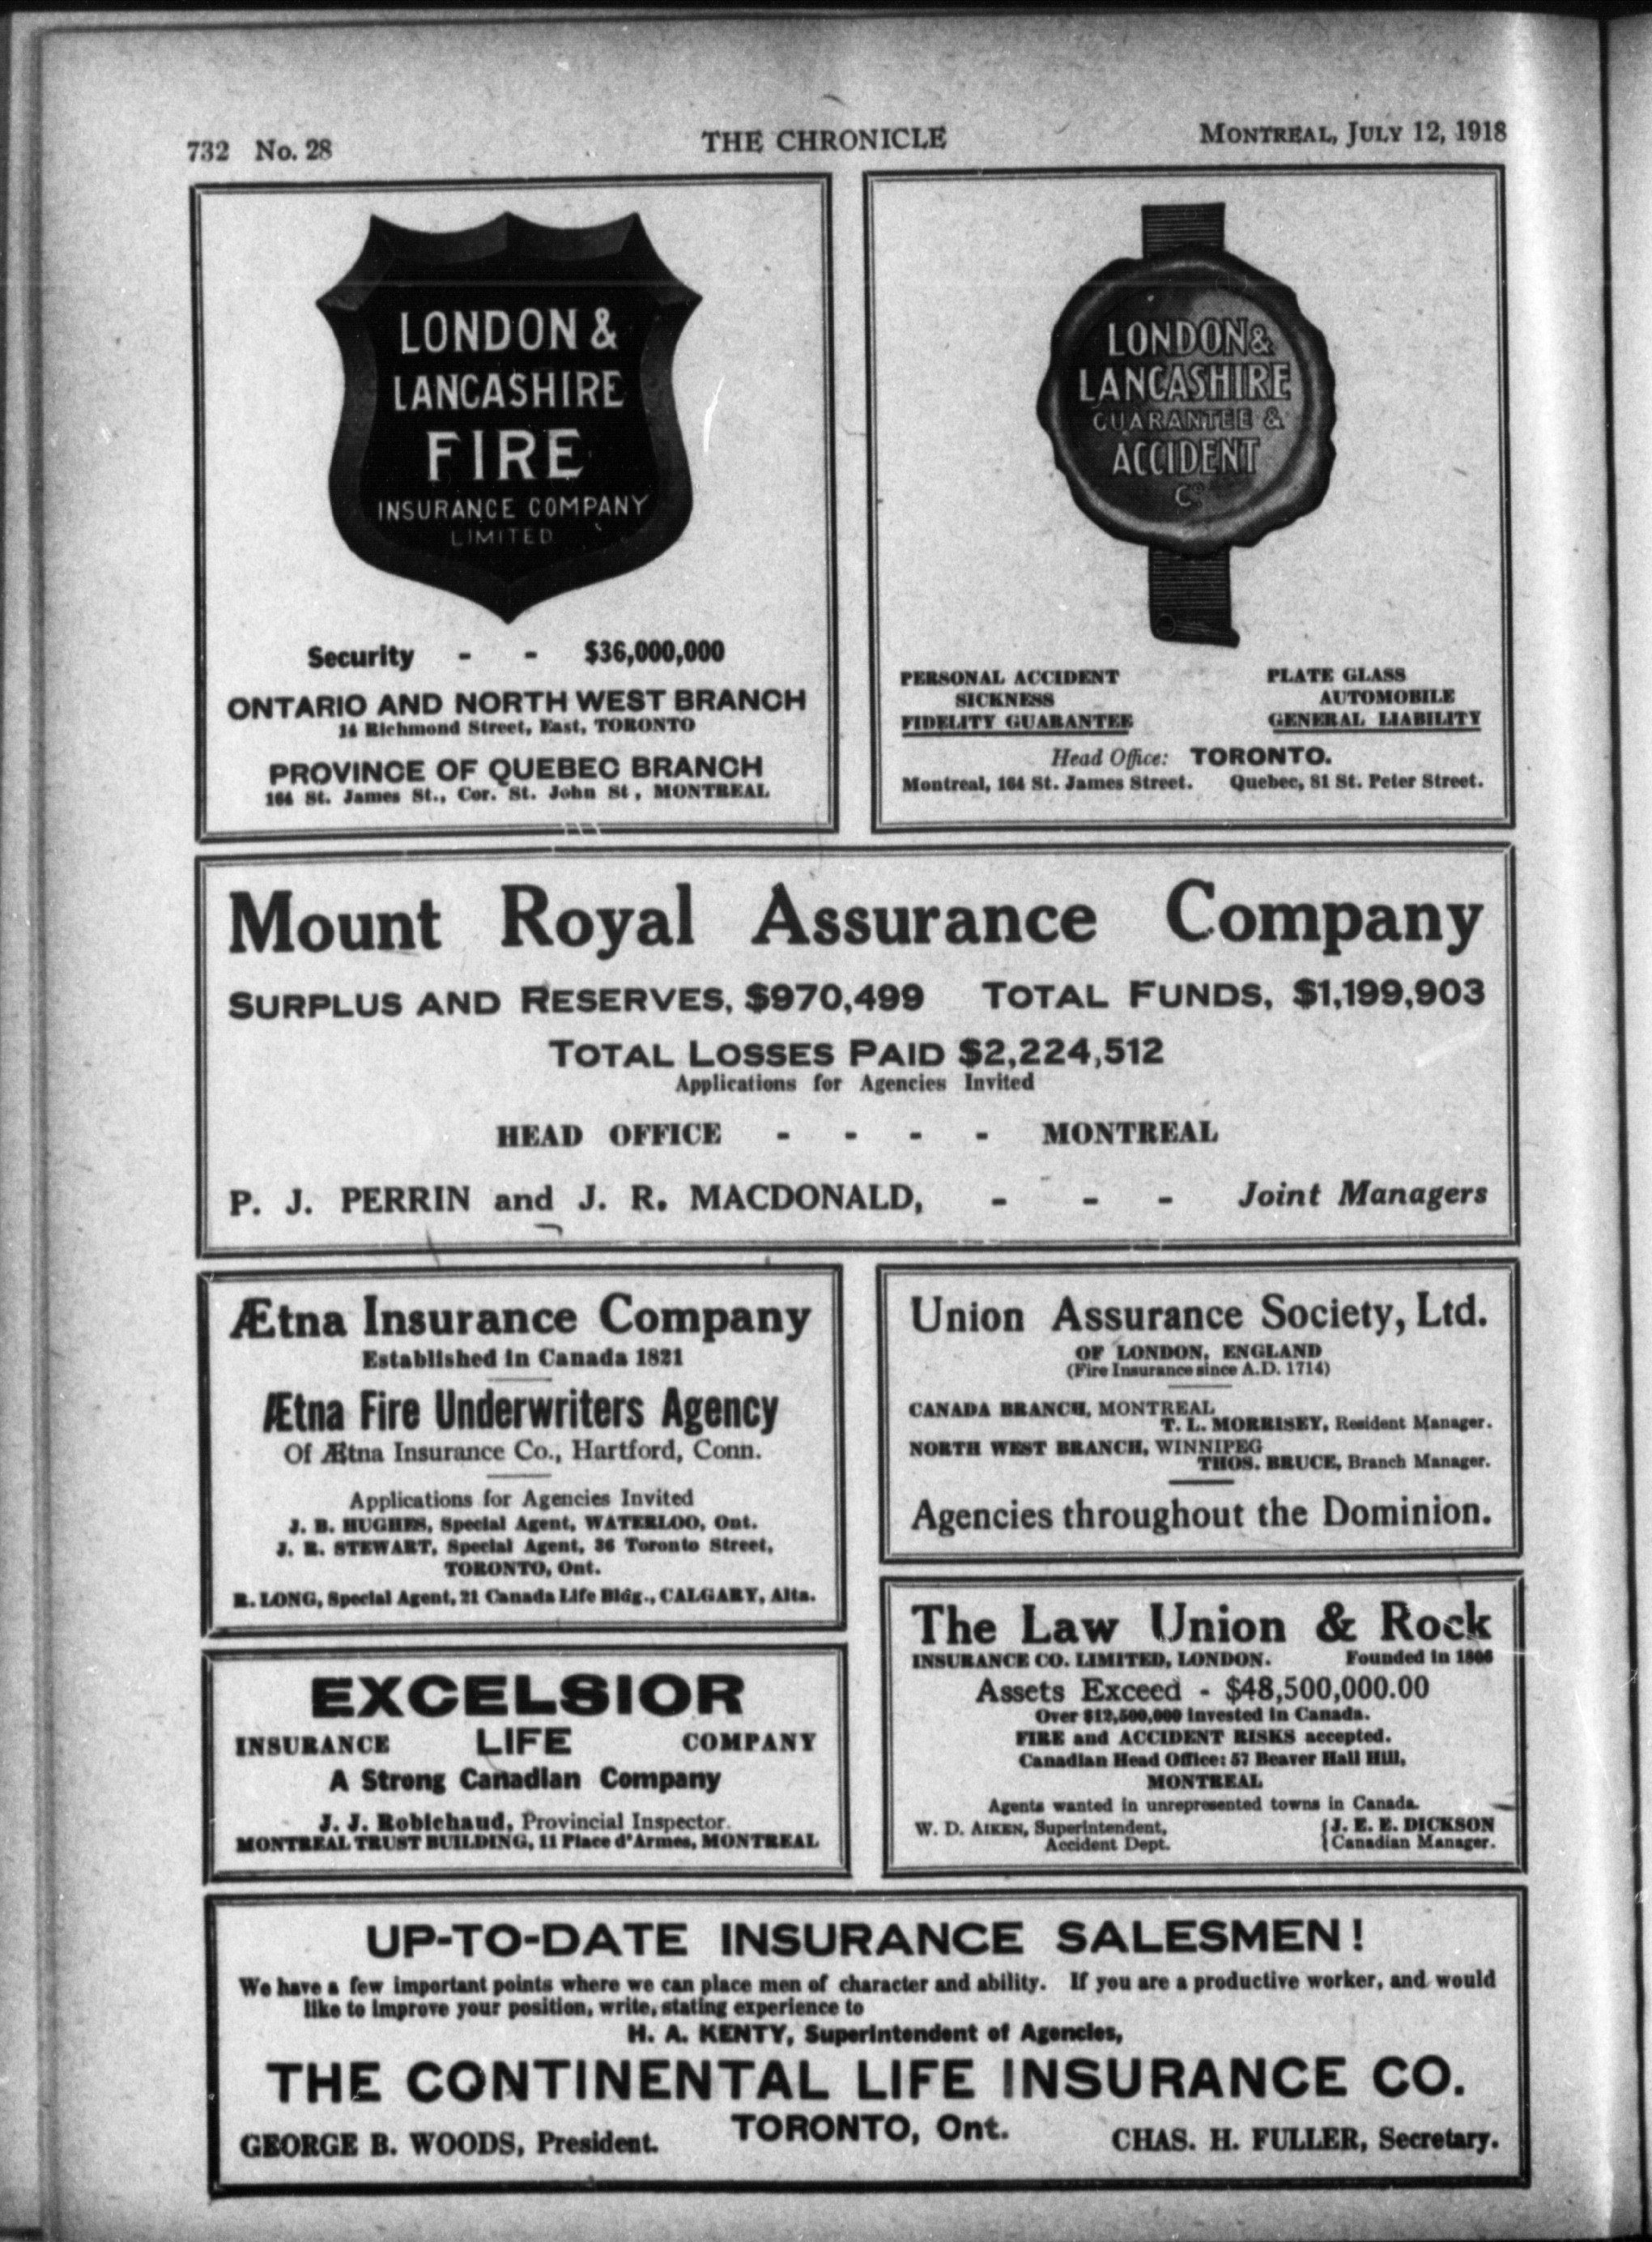 732 No. 28
THE CHRONICLE
MONTREAL, JULY 12, 1918
LONDON &
LANCASHIRE
FIRE
INSURANCE COMPANY
LIMITED
Security - - $36,000,000
ONTARIO AND NORTH WEST BRANCH
14 Richmond Street, East, TORONTO
PROVINCE OF QUEBEC BRANCH
164 St. James St., Cor. St. John St, MONTREAL
LONDON &
LANCASHIRE
GUARANTEE &
ACCIDENT
Co
PERSONAL ACCIDENT PLATE GLASS
SICKNESS AUTOMOBILE
FIDELITY GUARANTEE GENERAL LIABILITY
Head Office: TORONTO.
Montreal, 164 St. James Street. Quebec, 81 St. Peter Street.
Mount Royal Assurance Company
SURPLUS AND RESERVES, $970,499 TOTAL FUNDS, $1,199,903
TOTAL LOSSES PAID $2,224,512
Applications for Agencies Invited
HEAD OFFICE - - - - MONTREAL
P. J. PERRIN and J. R. MACDONALD, - - - Joint Managers
Ætna Insurance Company
Established in Canada 1821
Ætna Fire Underwriters Agency
Of Ætna Insurance Co., Hartford, Conn.
Applications for Agencies Invited
J. B. HUGHES, Special Agent, WATERLOO, Ont.
J. R. STEWART, Special Agent, 36 Toronto Street,
TORONTO, Ont.
R. LONG, Special Agent, 21 Canada Life Bldg., CALGARY, Alta.
Union Assurance Society, Ltd.
OF LONDON, ENGLAND
(Fire Insurance since A.D. 1714)
CANADA BRANCH, MONTREAL
T. L. MORRISEY, Resident Manager.
NORTH WEST BRANCH, WINNIPEG
THOS. BRUCE, Branch Manager.
Agencies throughout the Dominion.
EXCELSIOR
INSURANCE LIFE COMPANY
A Strong Canadian Company
J. J. Robichaud, Provincial Inspector.
MONTREAL TRUST BUILDING, 11 Place d'Armes, MONTREAL
The Law Union & Rock
INSURANCE CO. LIMITED, LONDON. Founded in 1806
Assets Exceed - $48,500,000.00
Over $12,500,000 invested in Canada.
FIRE and ACCIDENT RISKS accepted.
Canadian Head Office: 57 Beaver Hall Hill,
MONTREAL
Agents wanted in unrepresented towns in Canada.
W. D. AIKEN, Superintendent, J. E. E. DICKSON
Accident Dept. Canadian Manager.
UP-TO-DATE INSURANCE SALESMEN!
We have a few important points where we can place men of character and ability. If you are a productive worker, and would
like to improve your position, write, stating experience to
H. A. KENTY, Superintendent of Agencies,
THE CONTINENTAL LIFE INSURANCE CO.
TORONTO, Ont.
GEORGE B. WOODS, President. CHAS. H. FULLER, Secretary.